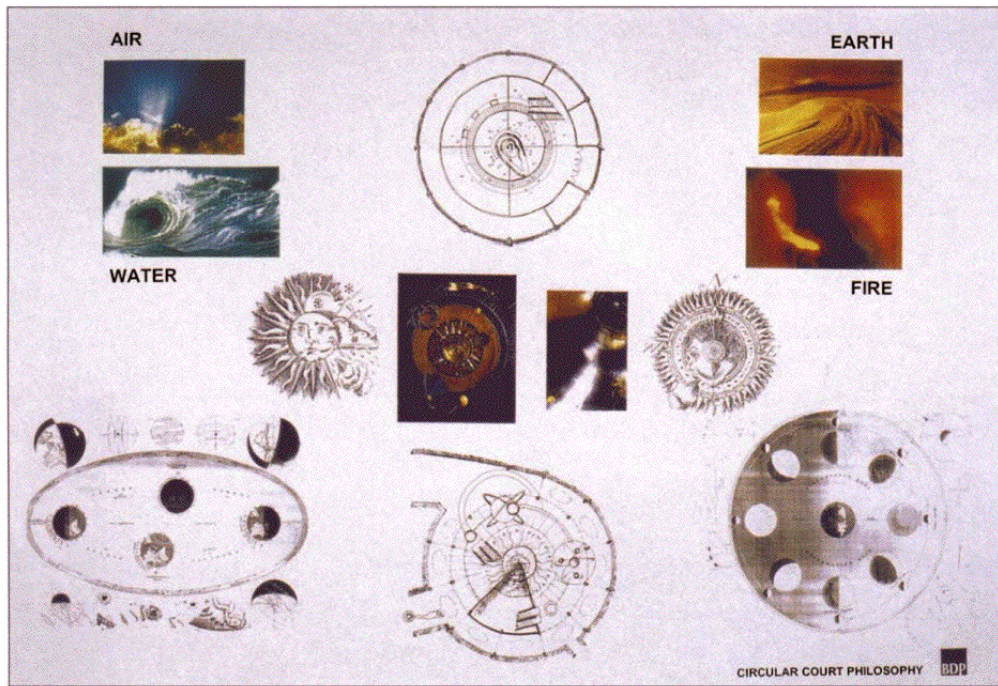 AIR
EARTH
WATER
FIRE
CIRCULAR COURT PHILOSOPHY
BDP